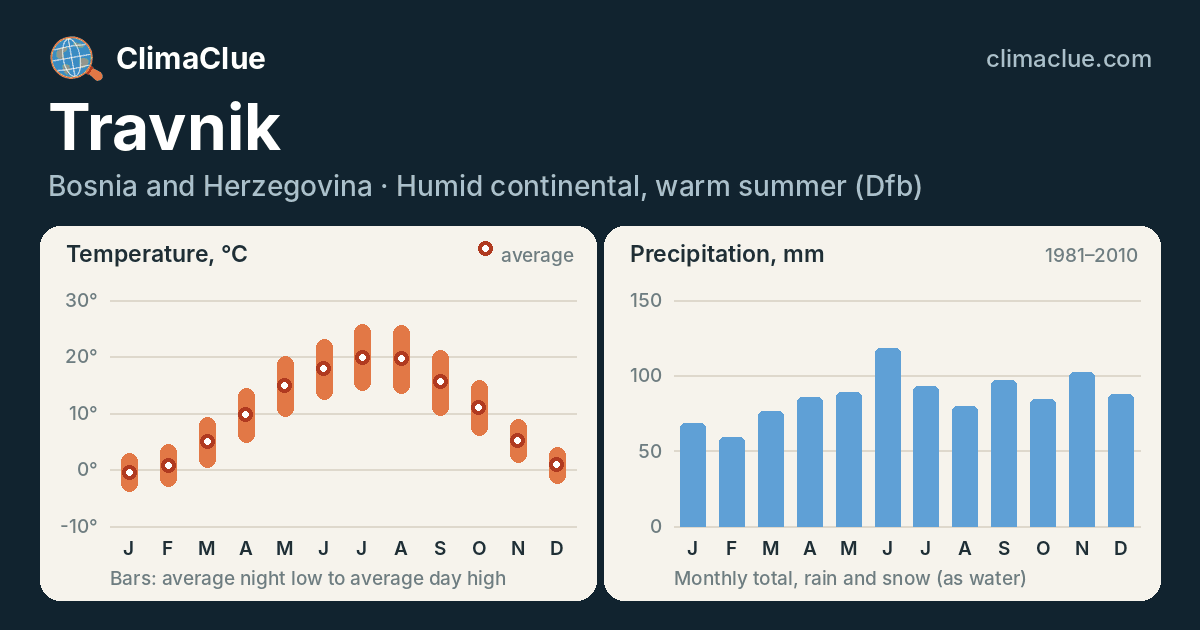 ClimaClue
climaclue.com
Travnik
Bosnia and Herzegovina · Humid continental, warm summer (Dfb)
Temperature, °C
average
30°
20°
10°
0°
-10°
J F M A M J J A S O N D
Bars: average night low to average day high
Precipitation, mm
1981–2010
150
100
50
0
J F M A M J J A S O N D
Monthly total, rain and snow (as water)